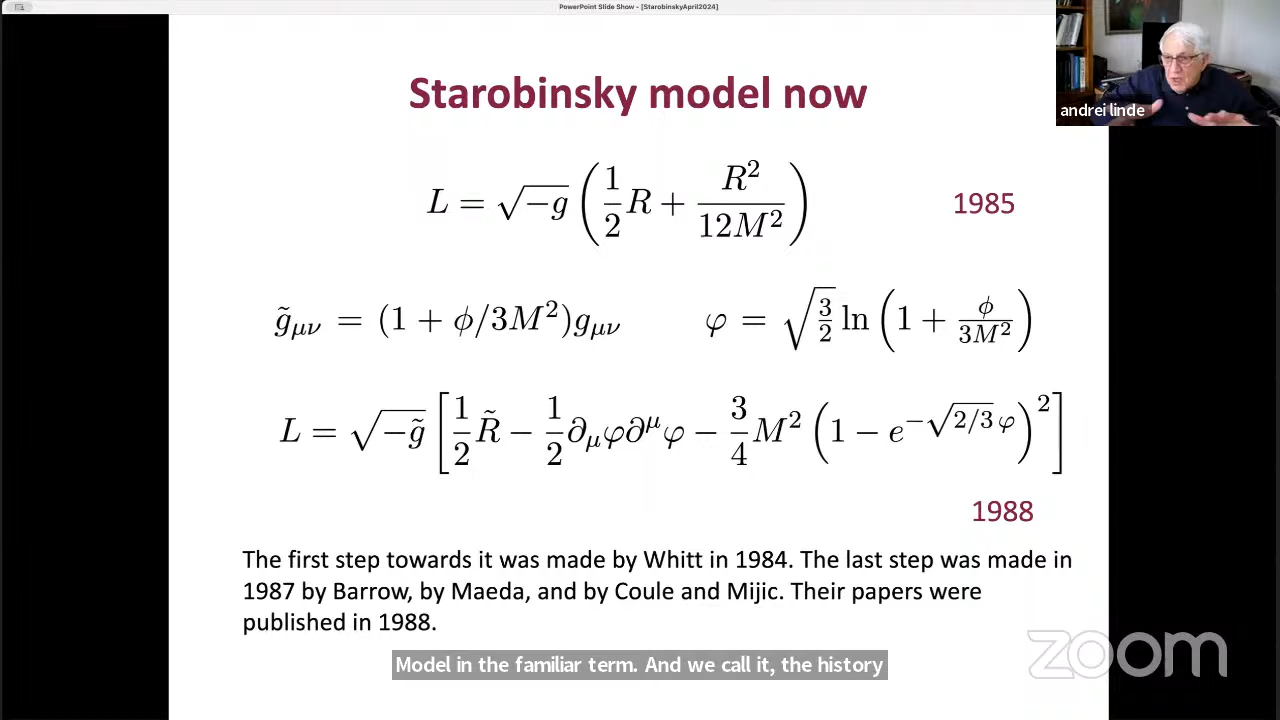 PowerPoint Slide Show - [StarobinskyApril2024]
andrei linde
Starobinsky model now
L = √−g ( 1/2 R + R²/12M² ) 1985
g̃μν = (1 + ϕ/3M²)gμν φ = √3/2 ln ( 1 + ϕ/3M² )
L = √−g̃ [ 1/2 R̃ − 1/2 ∂μφ∂^μφ − 3/4 M² ( 1 − e^(−√2/3 φ) )² ]
1988
The first step towards it was made by Whitt in 1984. The last step was made in
1987 by Barrow, by Maeda, and by Coule and Mijic. Their papers were
published in 1988.
zoom
Model in the familiar term. And we call it, the history